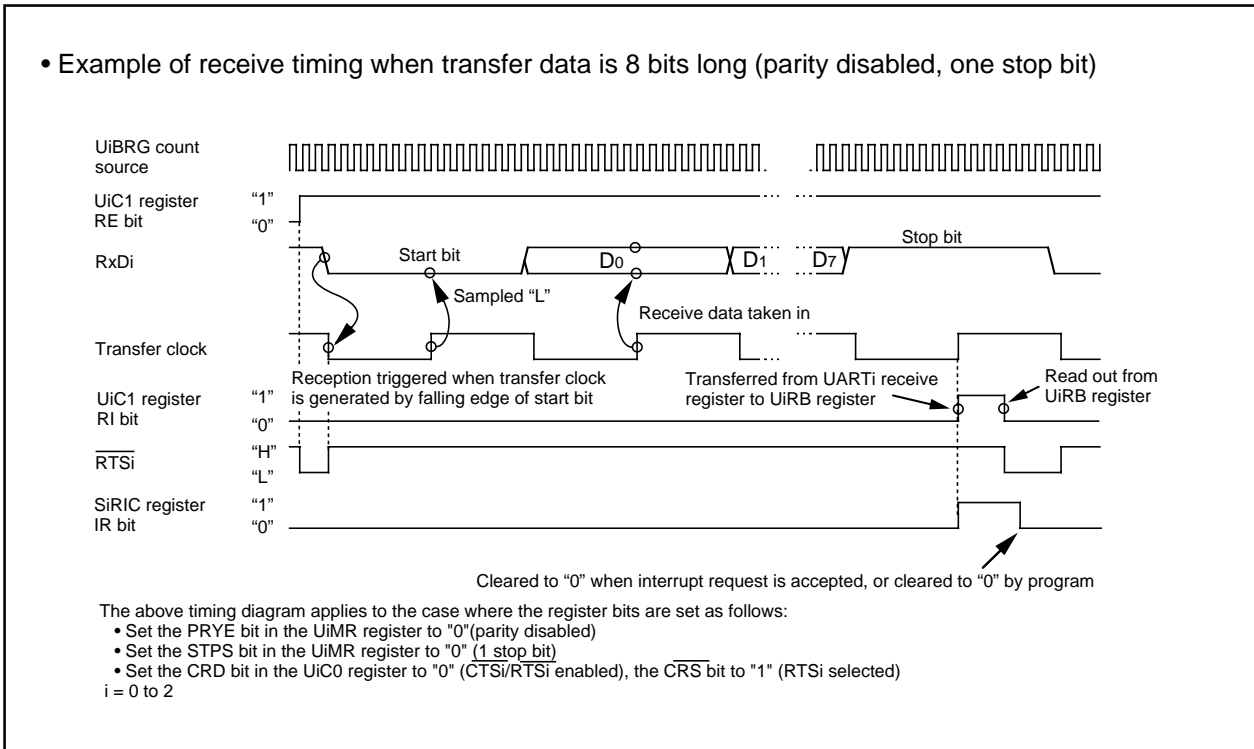 • Example of receive timing when transfer data is 8 bits long (parity disabled, one stop bit)
UiBRG count
source
UiC1 register
RE bit
“1”
“0”
RxDi
Start bit
D0
D1
D7
Stop bit
Sampled “L”
Receive data taken in
Transfer clock
Reception triggered when transfer clock
is generated by falling edge of start bit
Transferred from UARTi receive
register to UiRB register
Read out from
UiRB register
UiC1 register
RI bit
“1”
“0”
RTSi
“H”
“L”
SiRIC register
IR bit
“1”
“0”
Cleared to “0” when interrupt request is accepted, or cleared to “0” by program
The above timing diagram applies to the case where the register bits are set as follows:
• Set the PRYE bit in the UiMR register to "0"(parity disabled)
• Set the STPS bit in the UiMR register to "0" (1 stop bit)
• Set the CRD bit in the UiC0 register to "0" (CTSi/RTSi enabled), the CRS bit to "1" (RTSi selected)
i = 0 to 2